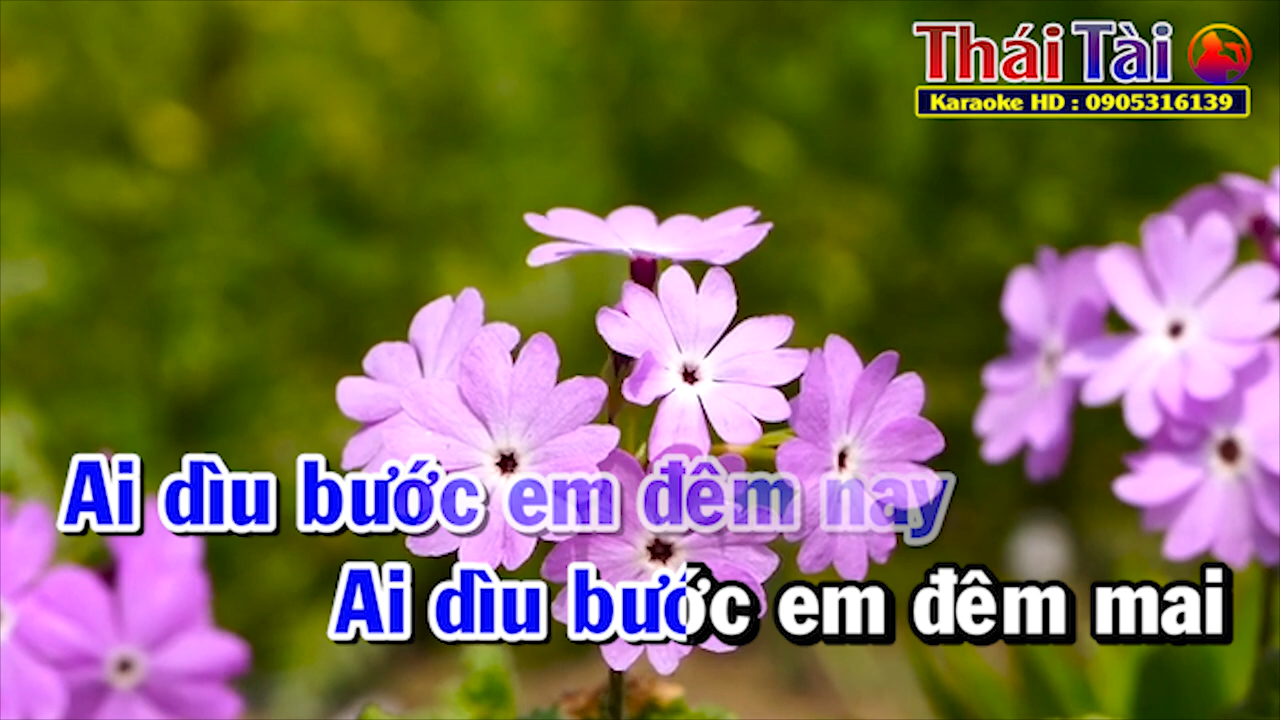 Thái Tài
Karaoke HD : 0905316139
Ai dìu bước em đêm nay
Ai dìu bước em đêm mai